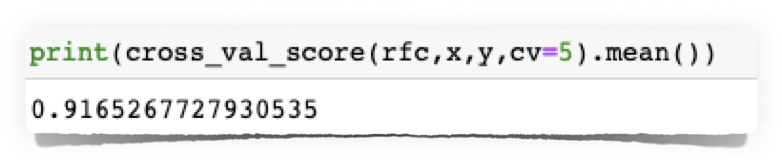 print(cross_val_score(rfc,x,y,cv=5).mean())
0.9165267727930535